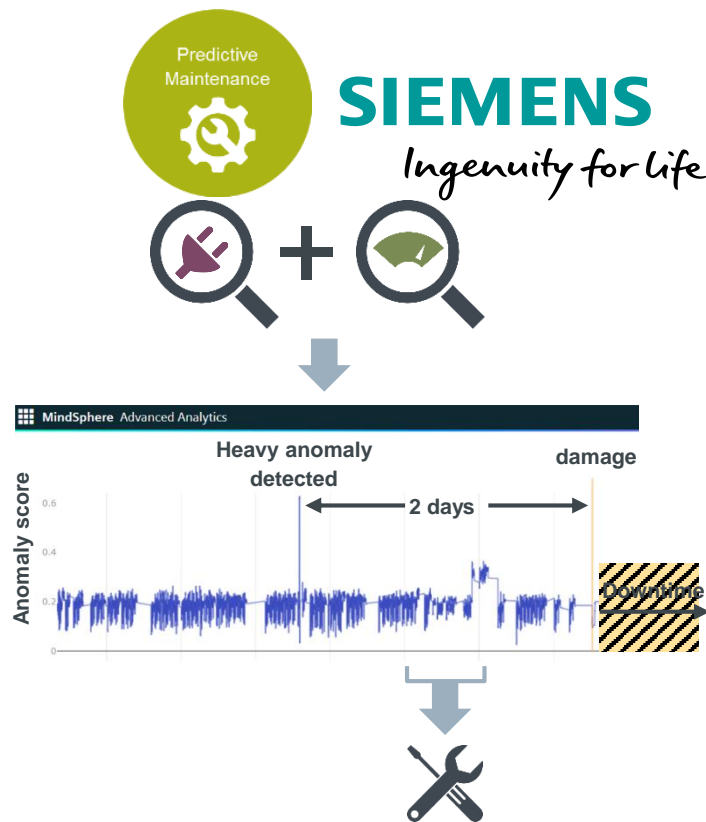 Predictive
Maintenance
SIEMENS
Ingenuity for life
MindSphere Advanced Analytics
Heavy anomaly
detected
damage
2 days
Anomaly score
0.6
0.4
0.2
0
Downtime